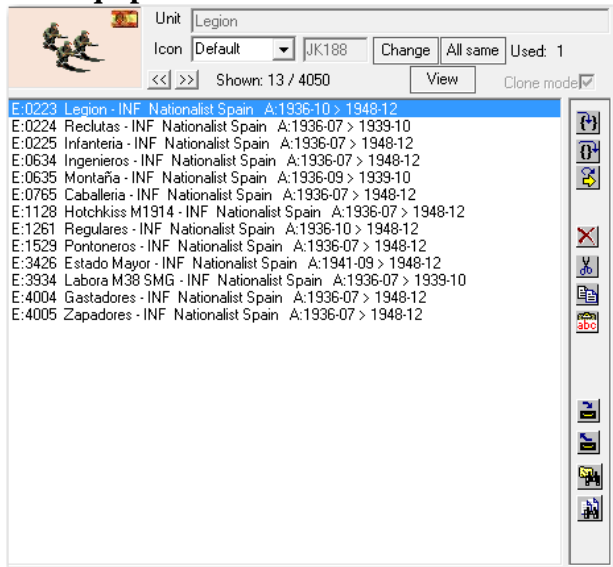 Unit Legion
Icon Default JK188 Change All same Used: 1
<< >> Shown: 13 / 4050 View Clone mode
E:0223 Legion - INF Nationalist Spain A:1936-10 > 1948-12
E:0224 Reclutas - INF Nationalist Spain A:1936-07 > 1939-10
E:0225 Infanteria - INF Nationalist Spain A:1936-07 > 1948-12
E:0634 Ingenieros - INF Nationalist Spain A:1936-07 > 1948-12
E:0635 Montaña - INF Nationalist Spain A:1936-09 > 1939-10
E:0765 Caballeria - INF Nationalist Spain A:1936-07 > 1948-12
E:1128 Hotchkiss M1914 - INF Nationalist Spain A:1936-07 > 1948-12
E:1261 Regulares - INF Nationalist Spain A:1936-10 > 1948-12
E:1529 Pontoneros - INF Nationalist Spain A:1936-07 > 1948-12
E:3426 Estado Mayor - INF Nationalist Spain A:1941-09 > 1948-12
E:3934 Labora M38 SMG - INF Nationalist Spain A:1936-07 > 1939-10
E:4004 Gastadores - INF Nationalist Spain A:1936-07 > 1948-12
E:4005 Zapadores - INF Nationalist Spain A:1936-07 > 1948-12
abc